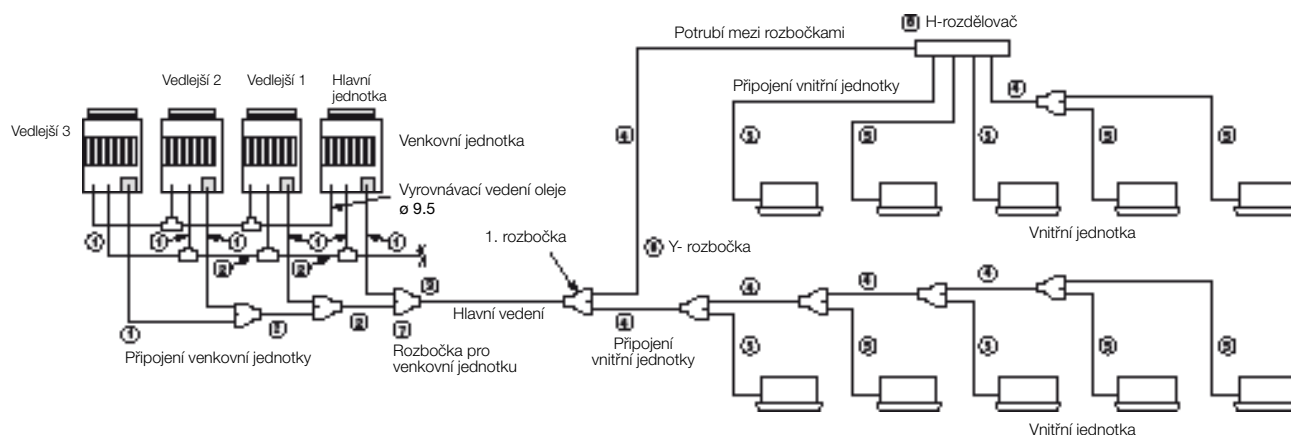 Potrubí mezi rozbočkami
H-rozdělovač
Vedlejší 2
Vedlejší 1
Hlavní
jednotka
Připojení vnitřní jednotky
Vedlejší 3
Venkovní jednotka
Vyrovnávací vedení oleje
ø 9.5
Vnitřní jednotka
1. rozbočka
Y- rozbočka
Hlavní vedení
Připojení venkovní jednotky
Rozbočka pro
venkovní jednotku
Připojení
vnitřní jednotky
Vnitřní jednotka